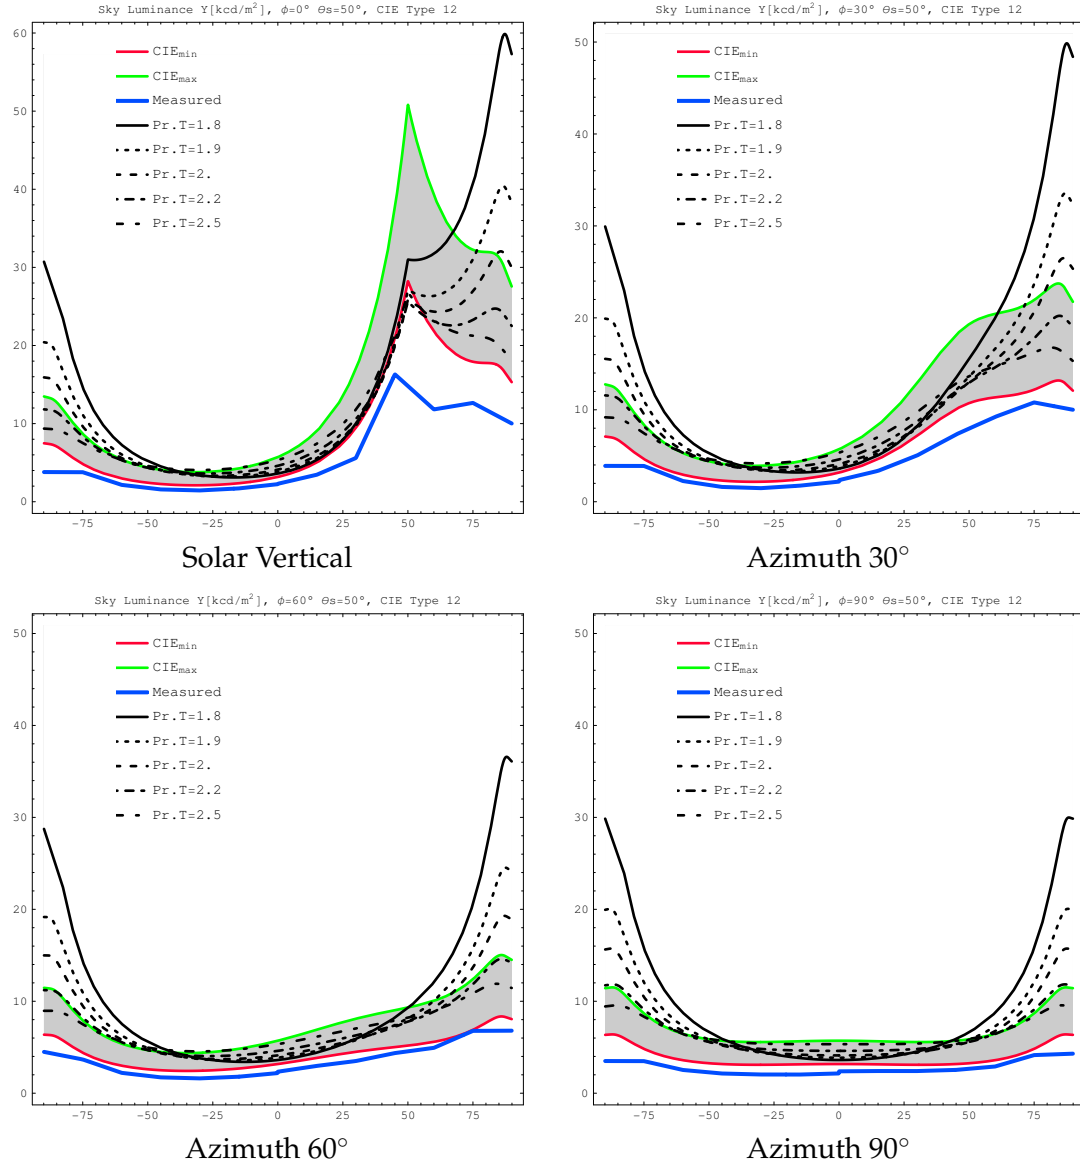 Sky Luminance Y[kcd/m²], ϕ=0° Θs=50°, CIE Type 12
60
50
40
30
20
10
0
-75 -50 -25 0 25 50 75
CIEmin
CIEmax
Measured
Pr.T=1.8
Pr.T=1.9
Pr.T=2.
Pr.T=2.2
Pr.T=2.5
Solar Vertical
Sky Luminance Y[kcd/m²], ϕ=30° Θs=50°, CIE Type 12
50
40
30
20
10
0
-75 -50 -25 0 25 50 75
CIEmin
CIEmax
Measured
Pr.T=1.8
Pr.T=1.9
Pr.T=2.
Pr.T=2.2
Pr.T=2.5
Azimuth 30°
Sky Luminance Y[kcd/m²], ϕ=60° Θs=50°, CIE Type 12
50
40
30
20
10
0
-75 -50 -25 0 25 50 75
CIEmin
CIEmax
Measured
Pr.T=1.8
Pr.T=1.9
Pr.T=2.
Pr.T=2.2
Pr.T=2.5
Azimuth 60°
Sky Luminance Y[kcd/m²], ϕ=90° Θs=50°, CIE Type 12
50
40
30
20
10
0
-75 -50 -25 0 25 50 75
CIEmin
CIEmax
Measured
Pr.T=1.8
Pr.T=1.9
Pr.T=2.
Pr.T=2.2
Pr.T=2.5
Azimuth 90°